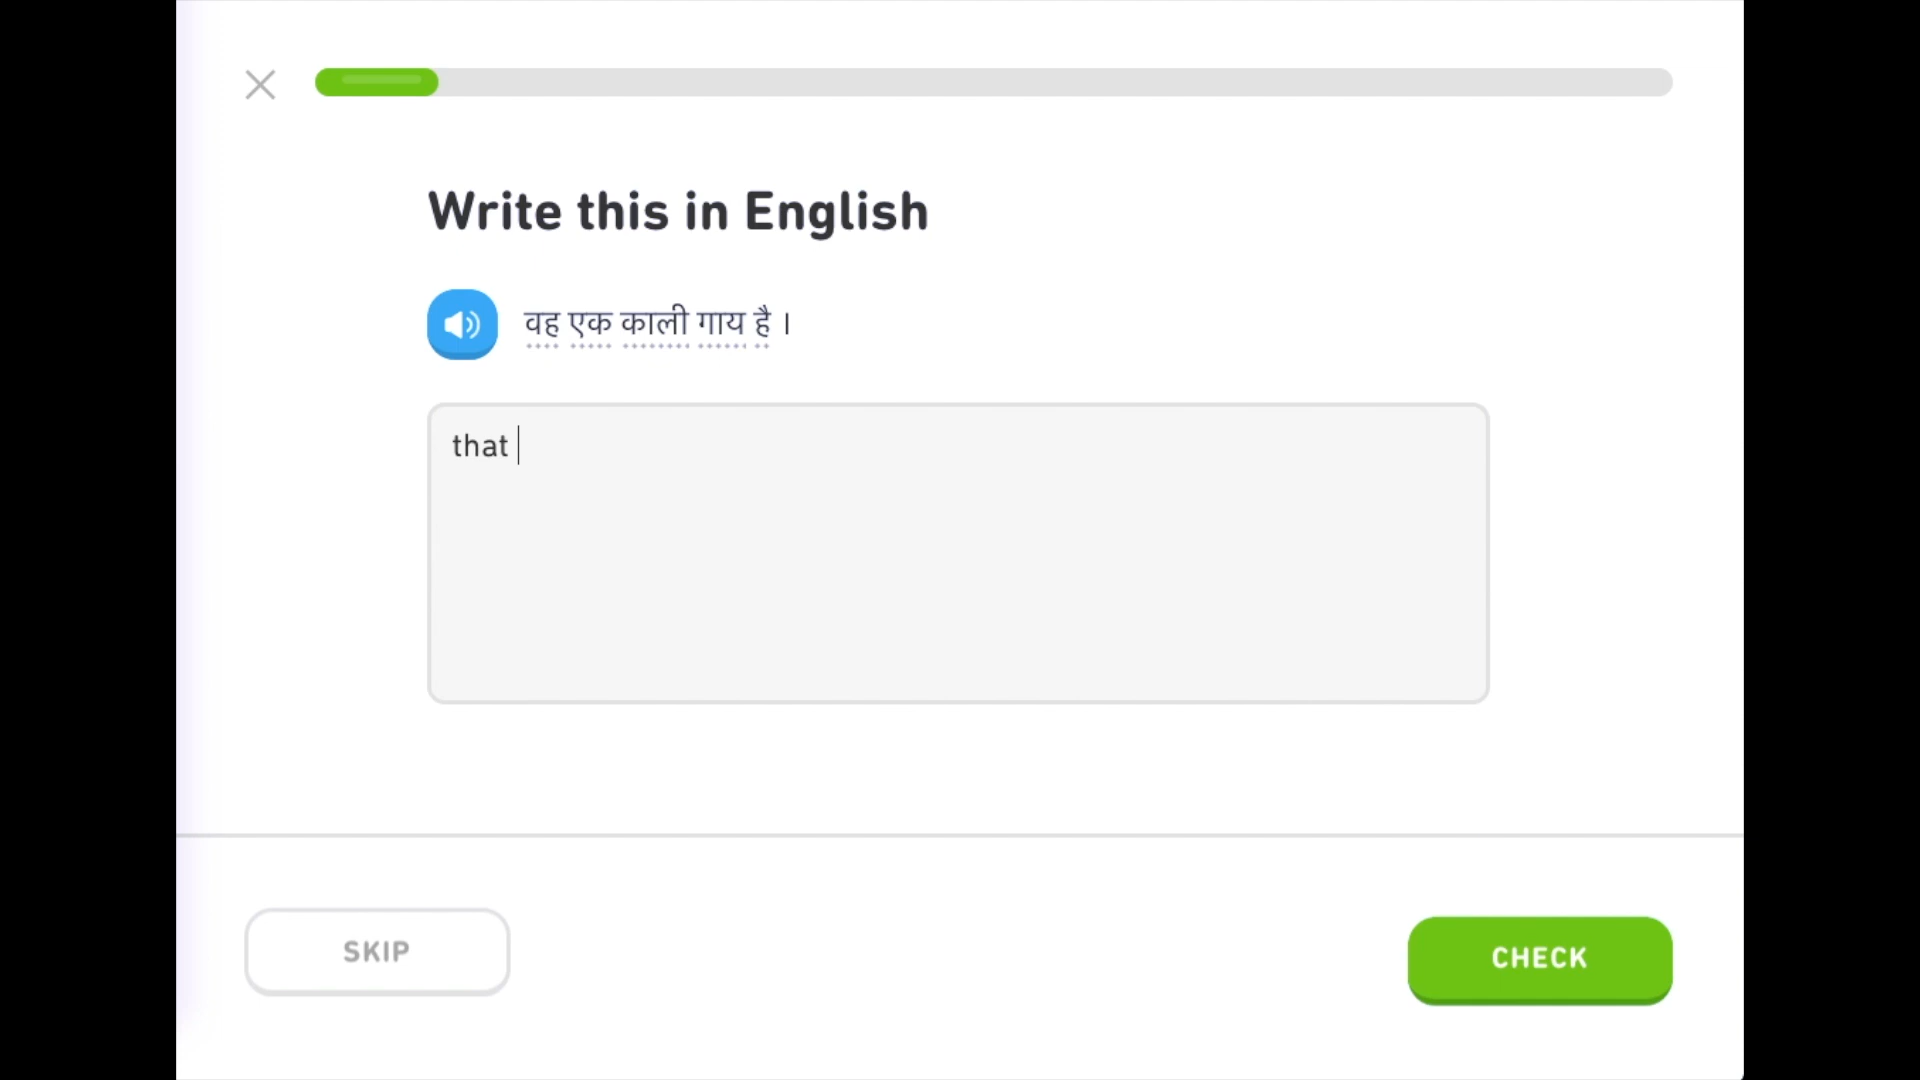 Write this in English
वह एक काली गाय है ।
that
SKIP
CHECK